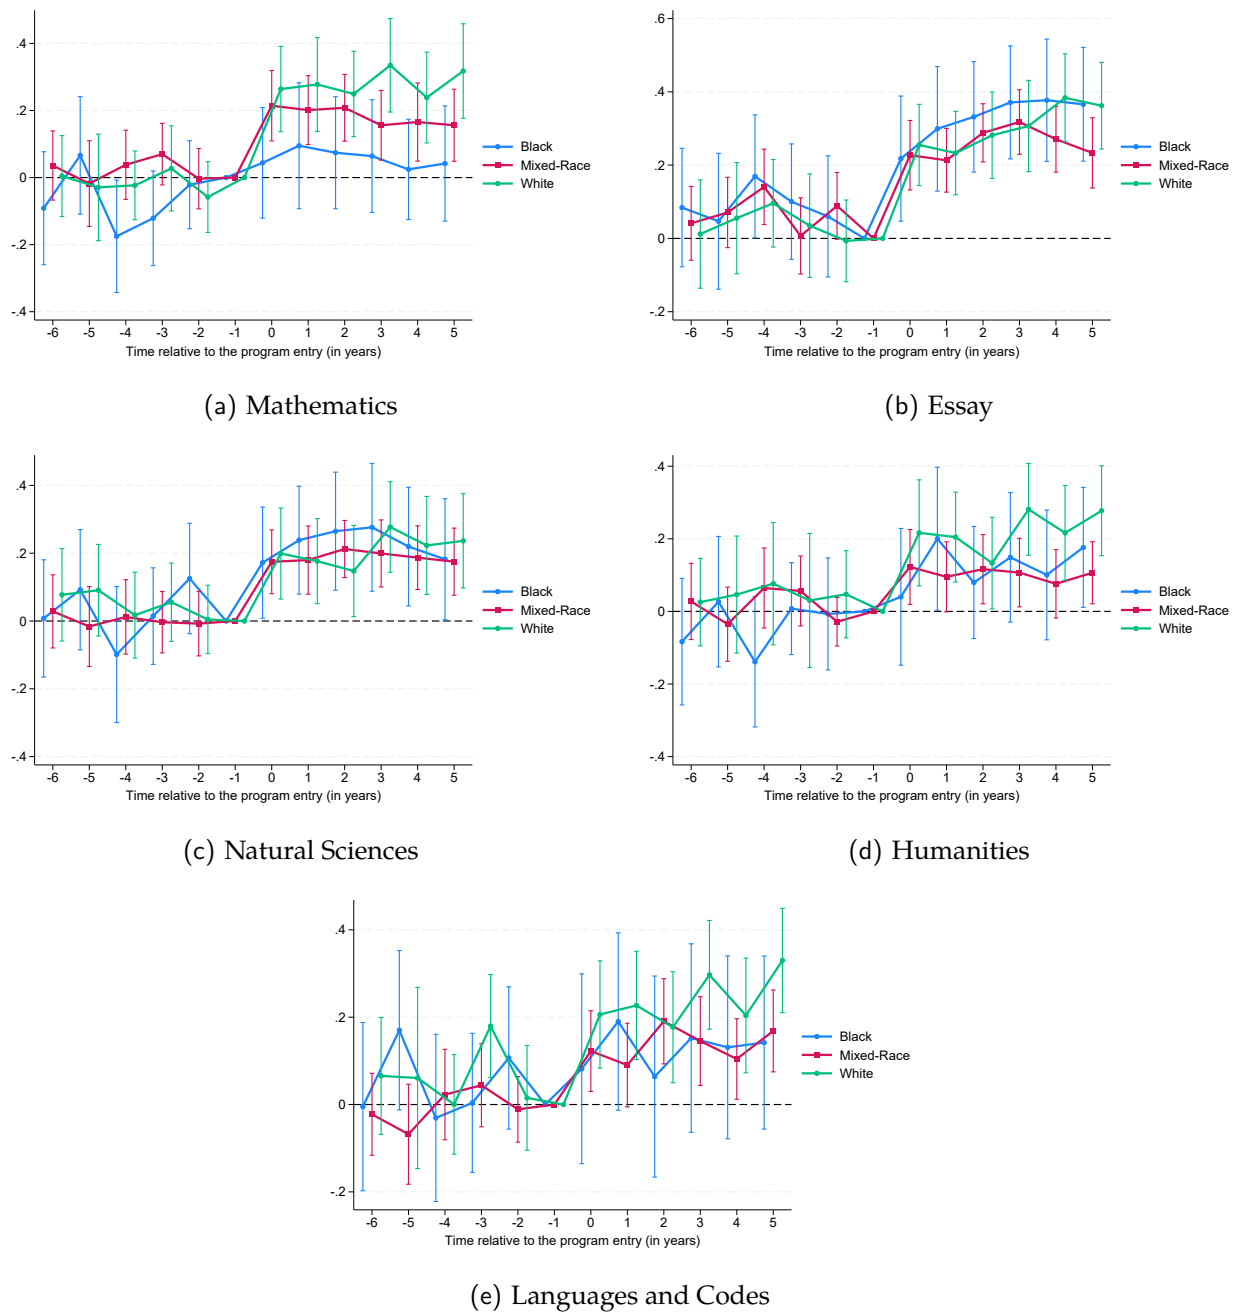 .4
.2
0
-.2
-.4
-6 -5 -4 -3 -2 -1 0 1 2 3 4 5
Time relative to the program entry (in years)
Black
Mixed-Race
White
(a) Mathematics
.6
.4
.2
0
-.2
-6 -5 -4 -3 -2 -1 0 1 2 3 4 5
Time relative to the program entry (in years)
Black
Mixed-Race
White
(b) Essay
.4
.2
0
-.2
-.4
-6 -5 -4 -3 -2 -1 0 1 2 3 4 5
Time relative to the program entry (in years)
Black
Mixed-Race
White
(c) Natural Sciences
.4
.2
0
-.2
-.4
-6 -5 -4 -3 -2 -1 0 1 2 3 4 5
Time relative to the program entry (in years)
Black
Mixed-Race
White
(d) Humanities
.4
.2
0
-.2
-6 -5 -4 -3 -2 -1 0 1 2 3 4 5
Time relative to the program entry (in years)
Black
Mixed-Race
White
(e) Languages and Codes